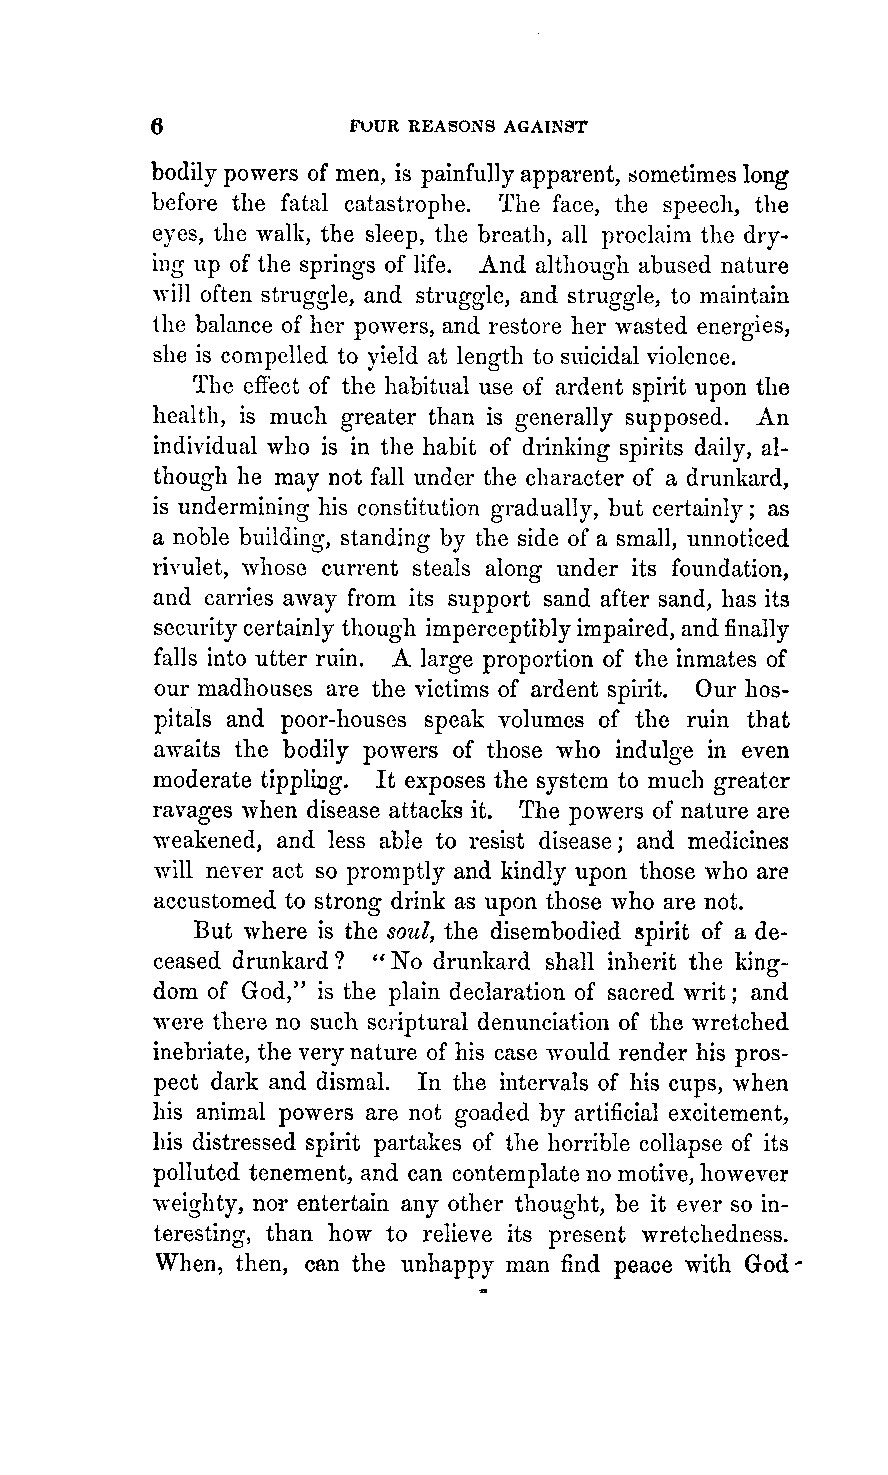 6 FOUR REASONS AGAINST
bodily powers of men, is painfully apparent, sometimes long
before the fatal catastrophe. The face, the speech, the
eyes, the walk, the sleep, the breath, all proclaim the dry-
ing up of the springs of life. And although abused nature
will often struggle, and struggle, and struggle, to maintain
the balance of her powers, and restore her wasted energies,
she is compelled to yield at length to suicidal violence.
The effect of the habitual use of ardent spirit upon the
health, is much greater than is generally supposed. An
individual who is in the habit of drinking spirits daily, al-
though he may not fall under the character of a drunkard,
is undermining his constitution gradually, but certainly; as
a noble building, standing by the side of a small, unnoticed
rivulet, whose current steals along under its foundation,
and carries away from its support sand after sand, has its
security certainly though imperceptibly impaired, and finally
falls into utter ruin. A large proportion of the inmates of
our madhouses are the victims of ardent spirit. Our hos-
pitals and poor-houses speak volumes of the ruin that
awaits the bodily powers of those who indulge in even
moderate tippling. It exposes the system to much greater
ravages when disease attacks it. The powers of nature are
weakened, and less able to resist disease; and medicines
will never act so promptly and kindly upon those who are
accustomed to strong drink as upon those who are not.
But where is the soul, the disembodied spirit of a de-
ceased drunkard? "No drunkard shall inherit the king-
dom of God," is the plain declaration of sacred writ; and
were there no such scriptural denunciation of the wretched
inebriate, the very nature of his case would render his pros-
pect dark and dismal. In the intervals of his cups, when
his animal powers are not goaded by artificial excitement,
his distressed spirit partakes of the horrible collapse of its
polluted tenement, and can contemplate no motive, however
weighty, nor entertain any other thought, be it ever so in-
teresting, than how to relieve its present wretchedness.
When, then, can the unhappy man find peace with God-